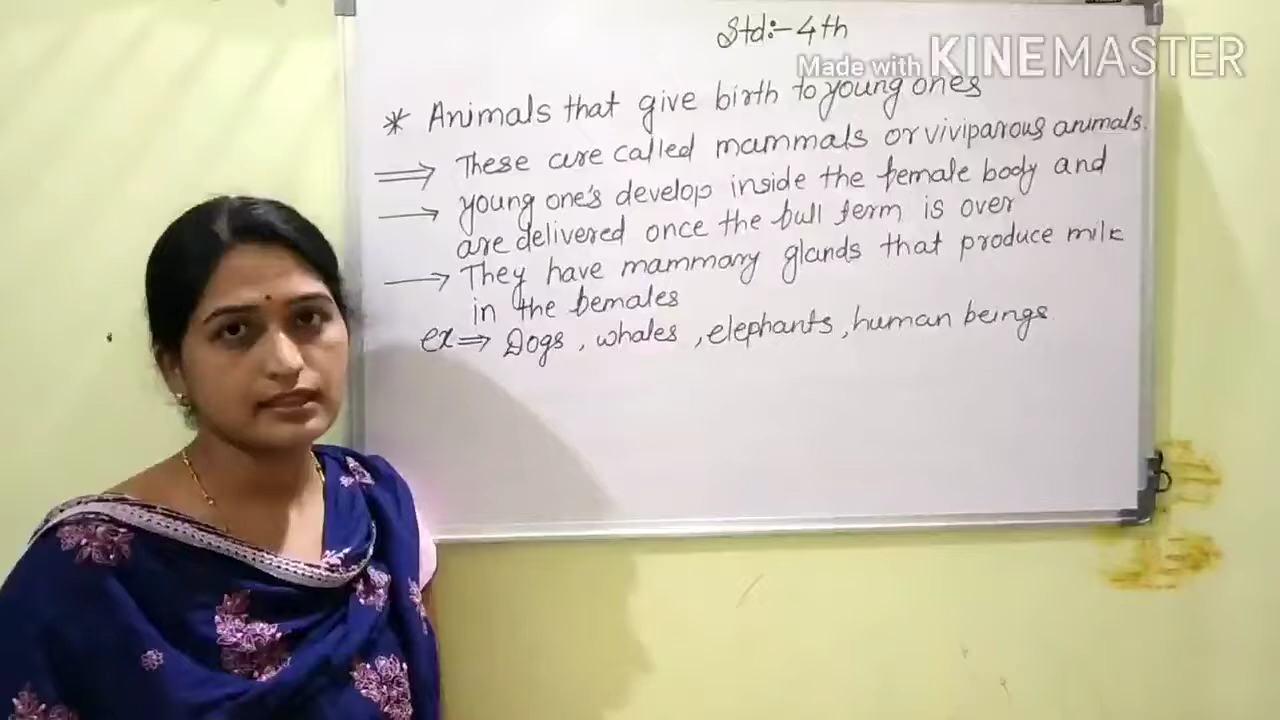 Std:- 4th
Made with KINEMASTER
* Animals that give birth to young ones
⇒ These are called mammals or viviparous animals.
→ young one's develop inside the female body and
are delivered once the full term is over
→ They have mammary glands that produce milk
in the females
ex ⇒ Dogs , whales , elephants , human beings